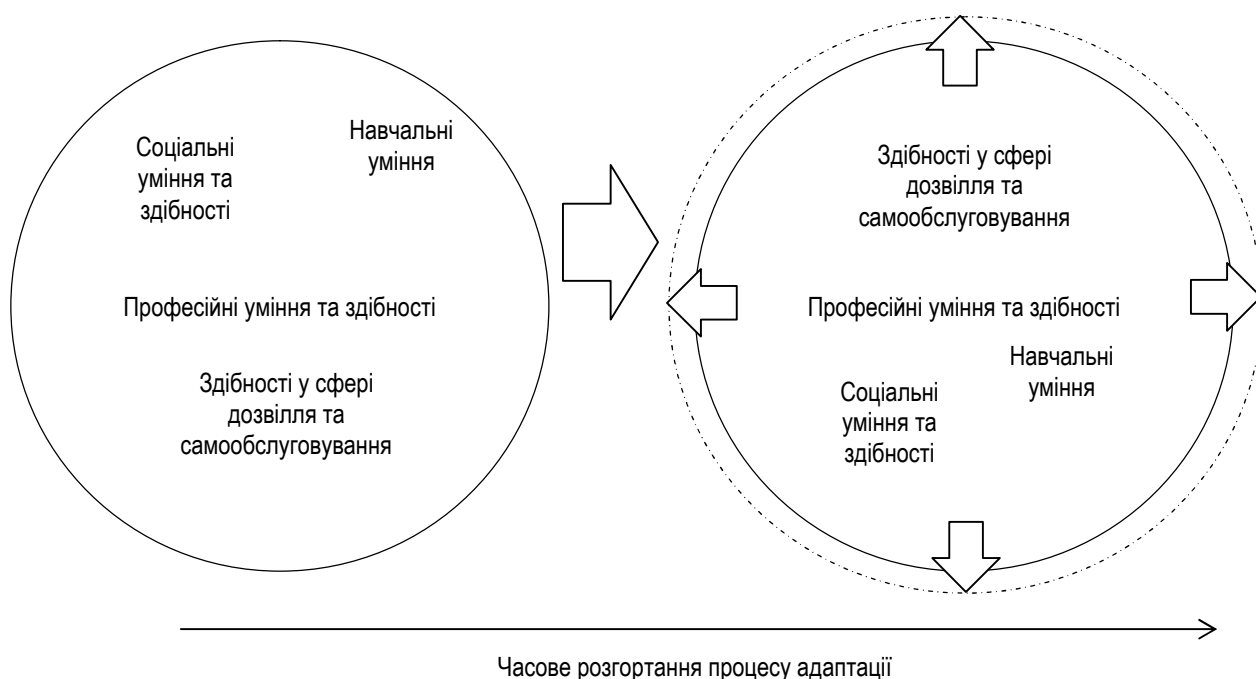 Соціальні
уміння та
здібності
Навчальні
уміння
Професійні уміння та здібності
Здібності у сфері
дозвілля та
самообслуговування
Здібності у сфері
дозвілля та
самообслуговування
Професійні уміння та здібності
Навчальні
уміння
Соціальні
уміння та
здібності
Часове розгортання процесу адаптації